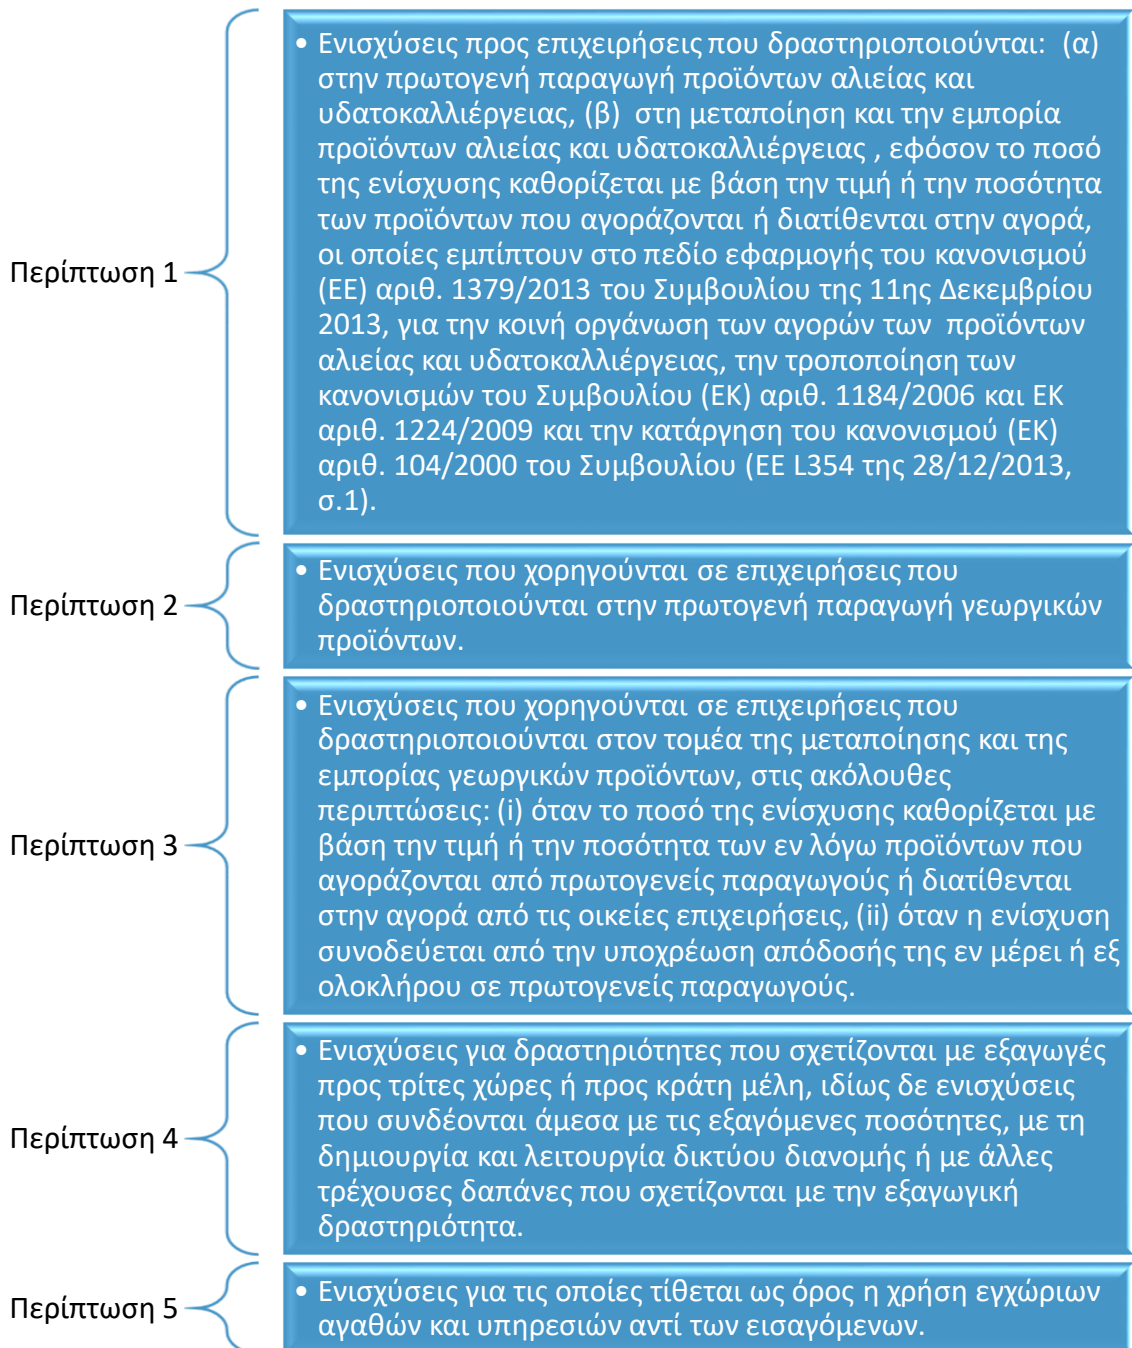 Περίπτωση 1
• Ενισχύσεις προς επιχειρήσεις που δραστηριοποιούνται: (α)
στην πρωτογενή παραγωγή προϊόντων αλιείας και
υδατοκαλλιέργειας, (β) στη μεταποίηση και την εμπορία
προϊόντων αλιείας και υδατοκαλλιέργειας , εφόσον το ποσό
της ενίσχυσης καθορίζεται με βάση την τιμή ή την ποσότητα
των προϊόντων που αγοράζονται ή διατίθενται στην αγορά,
οι οποίες εμπίπτουν στο πεδίο εφαρμογής του κανονισμού
(ΕΕ) αριθ. 1379/2013 του Συμβουλίου της 11ης Δεκεμβρίου
2013, για την κοινή οργάνωση των αγορών των προϊόντων
αλιείας και υδατοκαλλιέργειας, την τροποποίηση των
κανονισμών του Συμβουλίου (ΕΚ) αριθ. 1184/2006 και ΕΚ
αριθ. 1224/2009 και την κατάργηση του κανονισμού (ΕΚ)
αριθ. 104/2000 του Συμβουλίου (ΕΕ L354 της 28/12/2013,
σ.1).
Περίπτωση 2
• Ενισχύσεις που χορηγούνται σε επιχειρήσεις που
δραστηριοποιούνται στην πρωτογενή παραγωγή γεωργικών
προϊόντων.
Περίπτωση 3
• Ενισχύσεις που χορηγούνται σε επιχειρήσεις που
δραστηριοποιούνται στον τομέα της μεταποίησης και της
εμπορίας γεωργικών προϊόντων, στις ακόλουθες
περιπτώσεις: (i) όταν το ποσό της ενίσχυσης καθορίζεται με
βάση την τιμή ή την ποσότητα των εν λόγω προϊόντων που
αγοράζονται από πρωτογενείς παραγωγούς ή διατίθενται
στην αγορά από τις οικείες επιχειρήσεις, (ii) όταν η ενίσχυση
συνοδεύεται από την υποχρέωση απόδοσής της εν μέρει ή εξ
ολοκλήρου σε πρωτογενείς παραγωγούς.
Περίπτωση 4
• Ενισχύσεις για δραστηριότητες που σχετίζονται με εξαγωγές
προς τρίτες χώρες ή προς κράτη μέλη, ιδίως δε ενισχύσεις
που συνδέονται άμεσα με τις εξαγόμενες ποσότητες, με τη
δημιουργία και λειτουργία δικτύου διανομής ή με άλλες
τρέχουσες δαπάνες που σχετίζονται με την εξαγωγική
δραστηριότητα.
Περίπτωση 5
• Ενισχύσεις για τις οποίες τίθεται ως όρος η χρήση εγχώριων
αγαθών και υπηρεσιών αντί των εισαγόμενων.